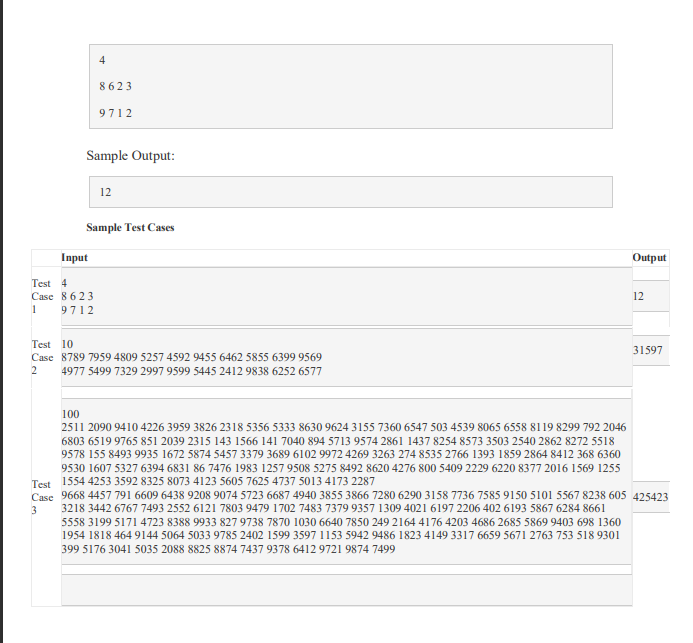 4
8 6 2 3
9 7 1 2
Sample Output:
12
Sample Test Cases
Input Output
Test Case 1
4
8 6 2 3
9 7 1 2
12
Test Case 2
10
8789 7959 4809 5257 4592 9455 6462 5855 6399 9569
4977 5499 7329 2997 9599 5445 2412 9838 6252 6577
31597
Test Case 3
100
2511 2090 9410 4226 3959 3826 2318 5356 5333 8630 9624 3155 7360 6547 503 4539 8065 6558 8119 8299 792 2046
6803 6519 9765 851 2039 2315 143 1566 141 7040 894 5713 9574 2861 1437 8254 8573 3503 2540 2862 8272 5518
9578 155 8493 9935 1672 5874 5457 3379 3689 6102 9972 4269 3263 274 8535 2766 1393 1859 2864 8412 368 6360
9530 1607 5327 6394 6831 86 7476 1983 1257 9508 5275 8492 8620 4276 800 5409 2229 6220 8377 2016 1569 1255
1554 4253 3592 8325 8073 4123 5605 7625 4737 5013 4173 2287
9668 4457 791 6609 6438 9208 9074 5723 6687 4940 3855 3866 7280 6290 3158 7736 7585 9150 5101 5567 8238 605
3218 3442 6767 7493 2552 6121 7803 9479 1702 7483 7379 9357 1309 4021 6197 2206 402 6193 5867 6284 8661
5558 3199 5171 4723 8388 9933 827 9738 7870 1030 6640 7850 249 2164 4176 4203 4686 2685 5869 9403 698 1360
1954 1818 464 9144 5064 5033 9785 2402 1599 3597 1153 5942 9486 1823 4149 3317 6659 5671 2763 753 518 9301
399 5176 3041 5035 2088 8825 8874 7437 9378 6412 9721 9874 7499
425423